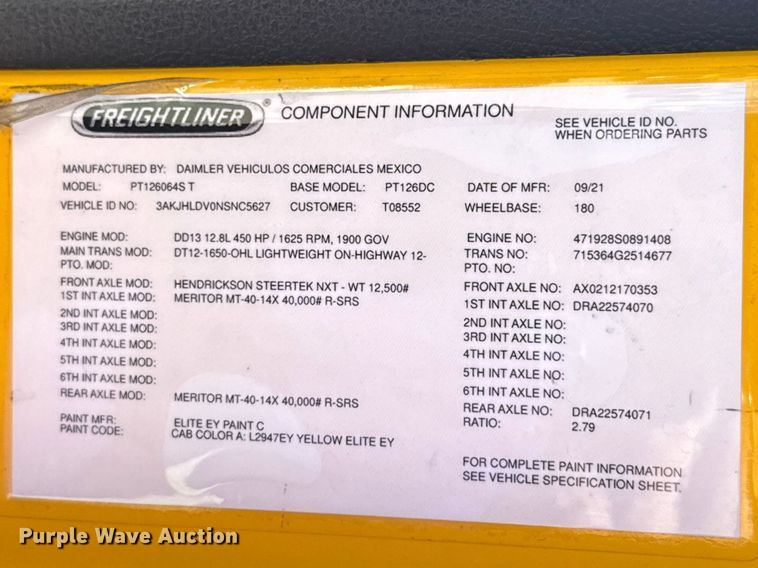 FREIGHTLINER® COMPONENT INFORMATION
SEE VEHICLE ID NO.
WHEN ORDERING PARTS
MANUFACTURED BY: DAIMLER VEHICULOS COMERCIALES MEXICO
MODEL: PT126064S T BASE MODEL: PT126DC DATE OF MFR: 09/21
VEHICLE ID NO: 3AKJHLDV0NSNC5627 CUSTOMER: T08552 WHEELBASE: 180
ENGINE MOD: DD13 12.8L 450 HP / 1625 RPM, 1900 GOV ENGINE NO: 471928S0891408
MAIN TRANS MOD: DT12-1650-OHL LIGHTWEIGHT ON-HIGHWAY 12- TRANS NO: 715364G2514677
PTO. MOD: PTO. NO:
FRONT AXLE MOD: HENDRICKSON STEERTEK NXT - WT 12,500# FRONT AXLE NO: AX0212170353
1ST INT AXLE MOD: MERITOR MT-40-14X 40,000# R-SRS 1ST INT AXLE NO: DRA22574070
2ND INT AXLE MOD: 2ND INT AXLE NO:
3RD INT AXLE MOD: 3RD INT AXLE NO:
4TH INT AXLE MOD: 4TH INT AXLE NO:
5TH INT AXLE MOD: 5TH INT AXLE NO:
6TH INT AXLE MOD: 6TH INT AXLE NO:
REAR AXLE MOD: MERITOR MT-40-14X 40,000# R-SRS REAR AXLE NO: DRA22574071
RATIO: 2.79
PAINT MFR: ELITE EY PAINT C
PAINT CODE: CAB COLOR A: L2947EY YELLOW ELITE EY
FOR COMPLETE PAINT INFORMATION
SEE VEHICLE SPECIFICATION SHEET.
Purple Wave Auction